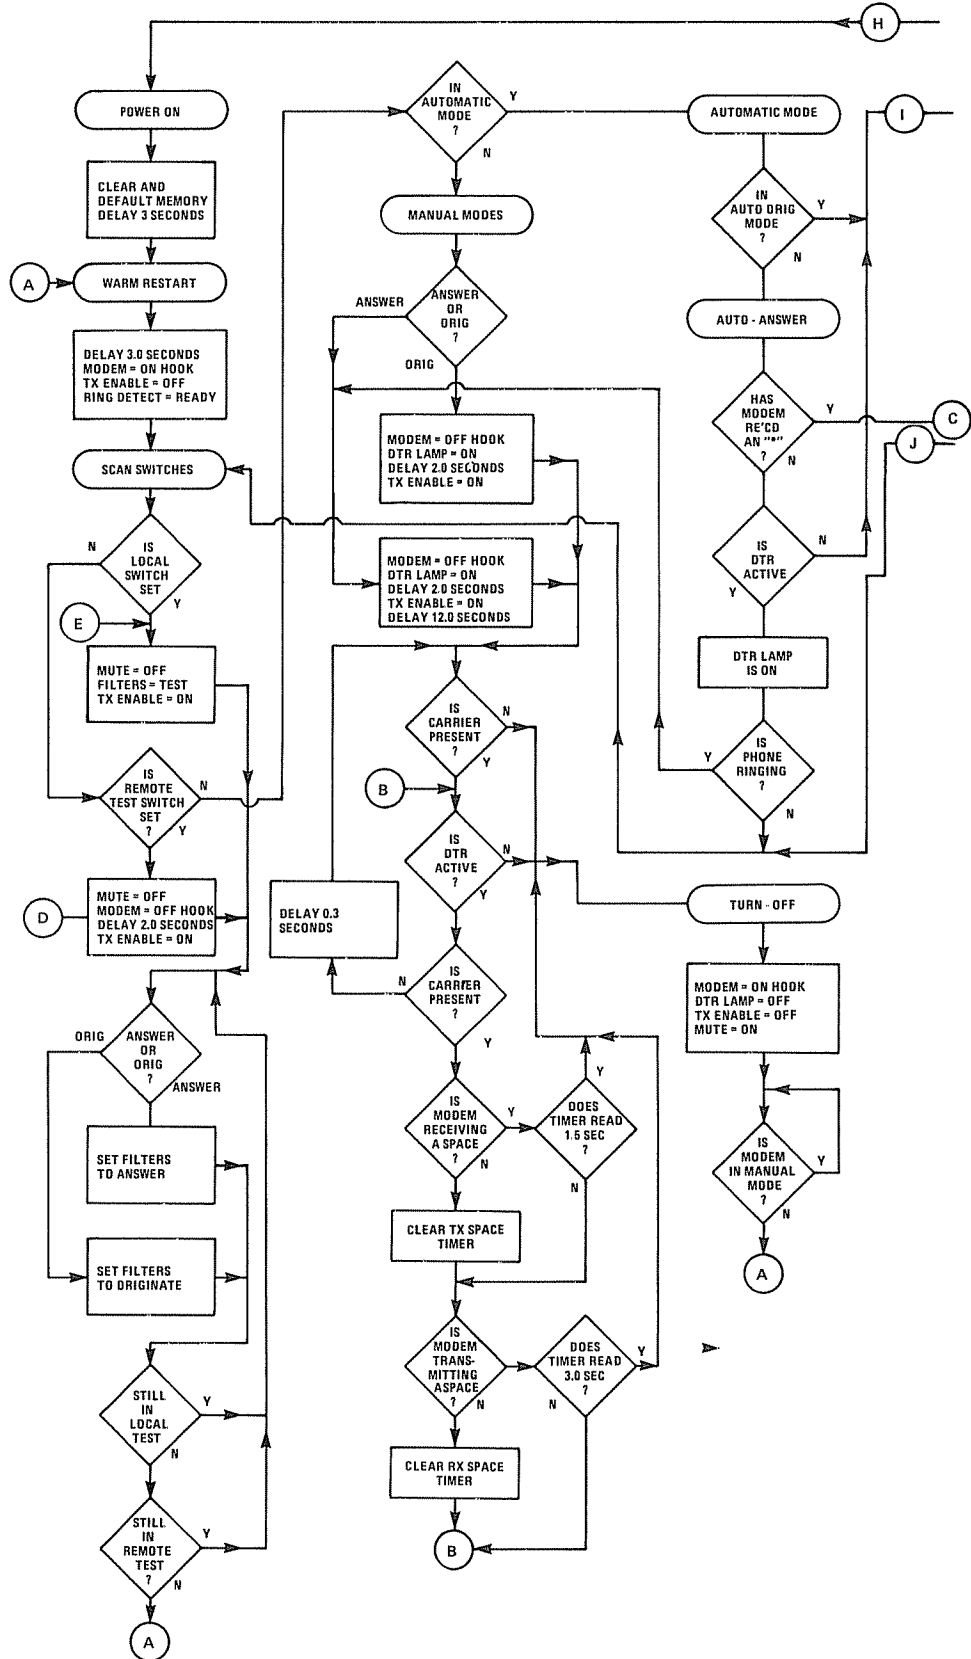 H
POWER ON
CLEAR AND
DEFAULT MEMORY
DELAY 3 SECONDS
A
WARM RESTART
DELAY 3.0 SECONDS
MODEM = ON HOOK
TX ENABLE = OFF
RING DETECT = READY
SCAN SWITCHES
IS
LOCAL
SWITCH
SET
N
Y
E
MUTE = OFF
FILTERS = TEST
TX ENABLE = ON
IS
REMOTE
TEST SWITCH
SET
?
N
Y
D
MUTE = OFF
MODEM = OFF HOOK
DELAY 2.0 SECONDS
TX ENABLE = ON
ANSWER
OR
ORIG
?
ORIG
ANSWER
SET FILTERS
TO ANSWER
SET FILTERS
TO ORIGINATE
STILL
IN
LOCAL
TEST
Y
N
STILL
IN
REMOTE
TEST
?
Y
N
A
IN
AUTOMATIC
MODE
?
Y
N
MANUAL MODES
ANSWER
OR
ORIG
?
ANSWER
ORIG
MODEM = OFF HOOK
DTR LAMP = ON
DELAY 2.0 SECONDS
TX ENABLE = ON
MODEM = OFF HOOK
DTR LAMP = ON
DELAY 2.0 SECONDS
TX ENABLE = ON
DELAY 12.0 SECONDS
IS
CARRIER
PRESENT
?
N
Y
B
IS
DTR
ACTIVE
?
N
Y
DELAY 0.3
SECONDS
IS
CARRIER
PRESENT
?
N
Y
IS
MODEM
RECEIVING
A SPACE
?
Y
N
DOES
TIMER READ
1.5 SEC
?
Y
N
CLEAR TX SPACE
TIMER
IS
MODEM
TRANS-
MITTING
ASPACE
?
N
DOES
TIMER READ
3.0 SEC
?
Y
N
CLEAR RX SPACE
TIMER
B
AUTOMATIC MODE
I
IN
AUTO ORIG
MODE
?
Y
N
AUTO - ANSWER
HAS
MODEM
RE'CD
AN "*"
?
Y
N
C
J
IS
DTR
ACTIVE
N
Y
DTR LAMP
IS ON
IS
PHONE
RINGING
?
Y
N
TURN - OFF
MODEM = ON HOOK
DTR LAMP = OFF
TX ENABLE = OFF
MUTE = ON
IS
MODEM
IN MANUAL
MODE
?
Y
N
A